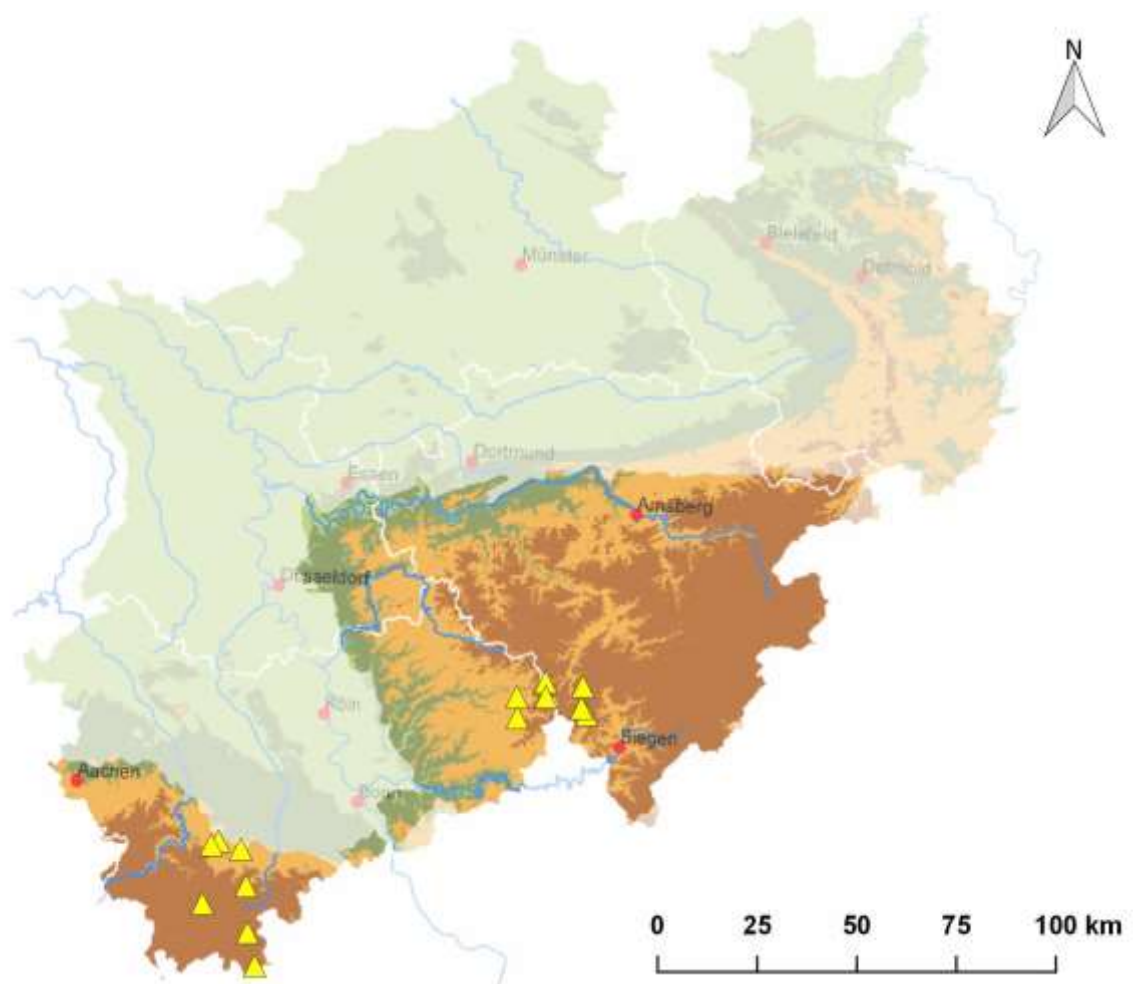 N
Bielefeld
Münster
Detmold
Dortmund
Essen
Arnsberg
Düsseldorf
Köln
Siegen
Aachen
Bonn
0 25 50 75 100 km